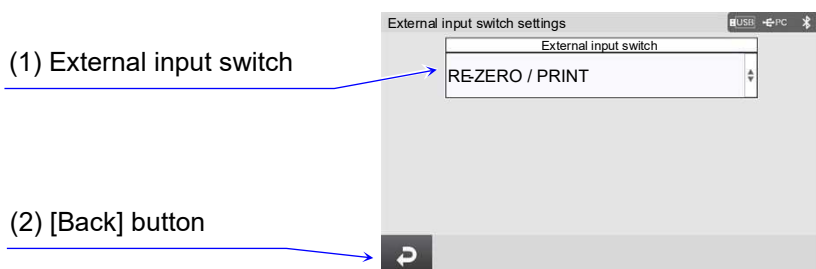 External input switch settings
USB PC
External input switch
(1) External input switch
RE-ZERO / PRINT
(2) [Back] button